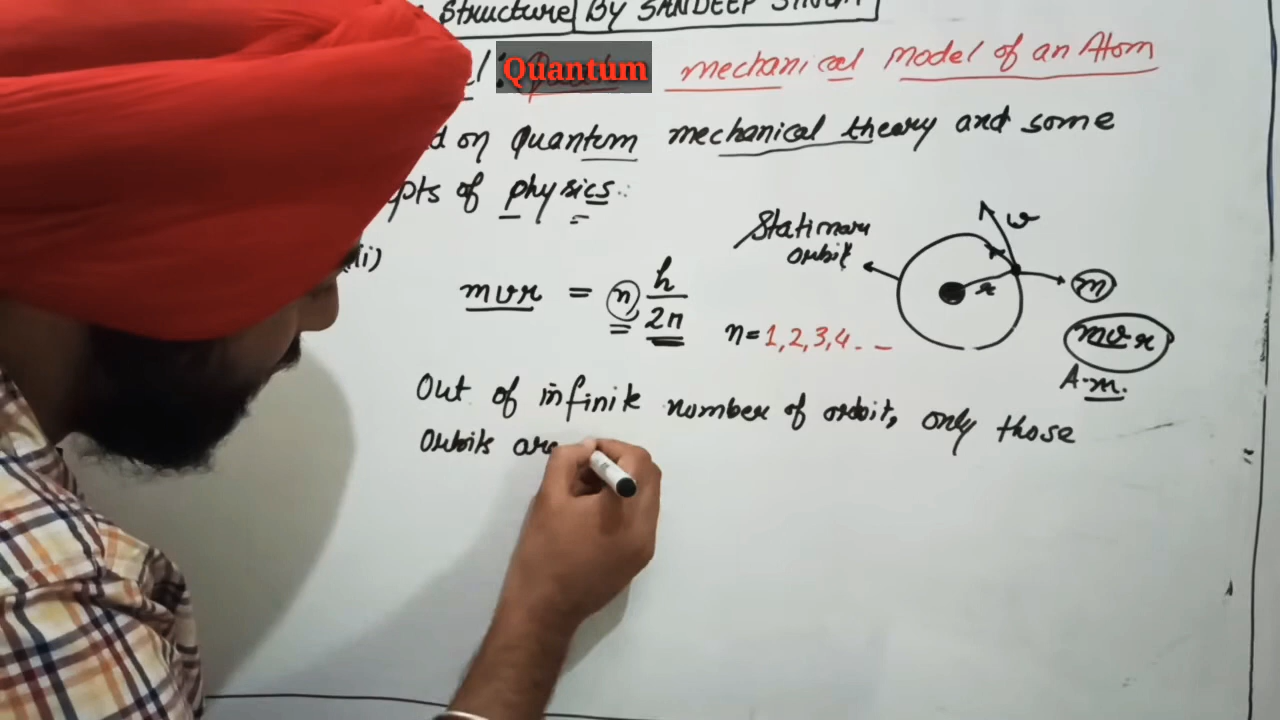 Structure By SANDEEP SINGH
Quantum mechanical model of an Atom
on Quantum mechanical theory and some
of physics
mvr = n h/2π
n = 1, 2, 3, 4 - -
Stationary
orbit
v
r
m
mvr
A.m.
Out of infinite number of orbit, only those
orbits are